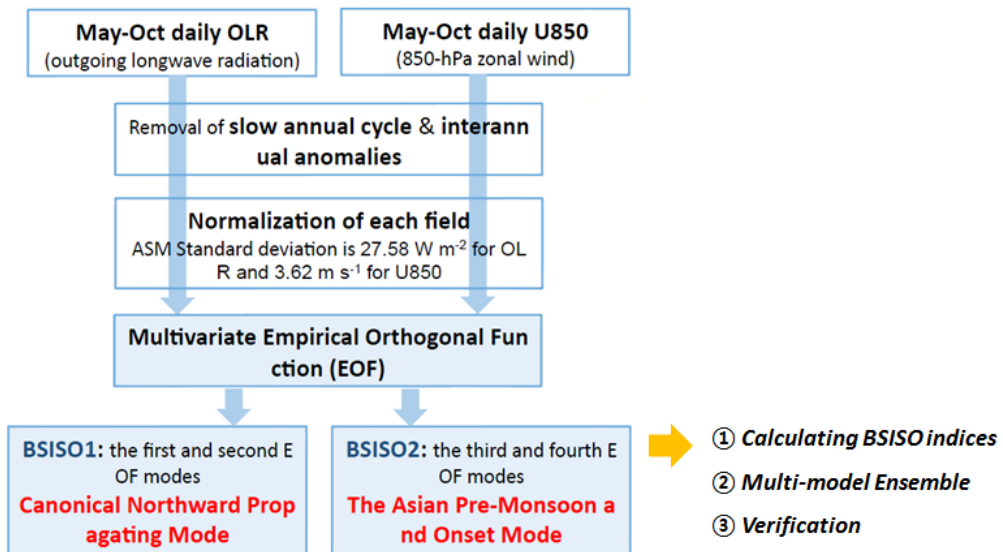 May-Oct daily OLR
(outgoing longwave radiation)
May-Oct daily U850
(850-hPa zonal wind)
Removal of slow annual cycle & interann
ual anomalies
Normalization of each field
ASM Standard deviation is 27.58 W m-2 for OL
R and 3.62 m s-1 for U850
Multivariate Empirical Orthogonal Fun
ction (EOF)
BSISO1: the first and second E
OF modes
Canonical Northward Prop
agating Mode
BSISO2: the third and fourth E
OF modes
The Asian Pre-Monsoon a
nd Onset Mode
① Calculating BSISO indices
② Multi-model Ensemble
③ Verification